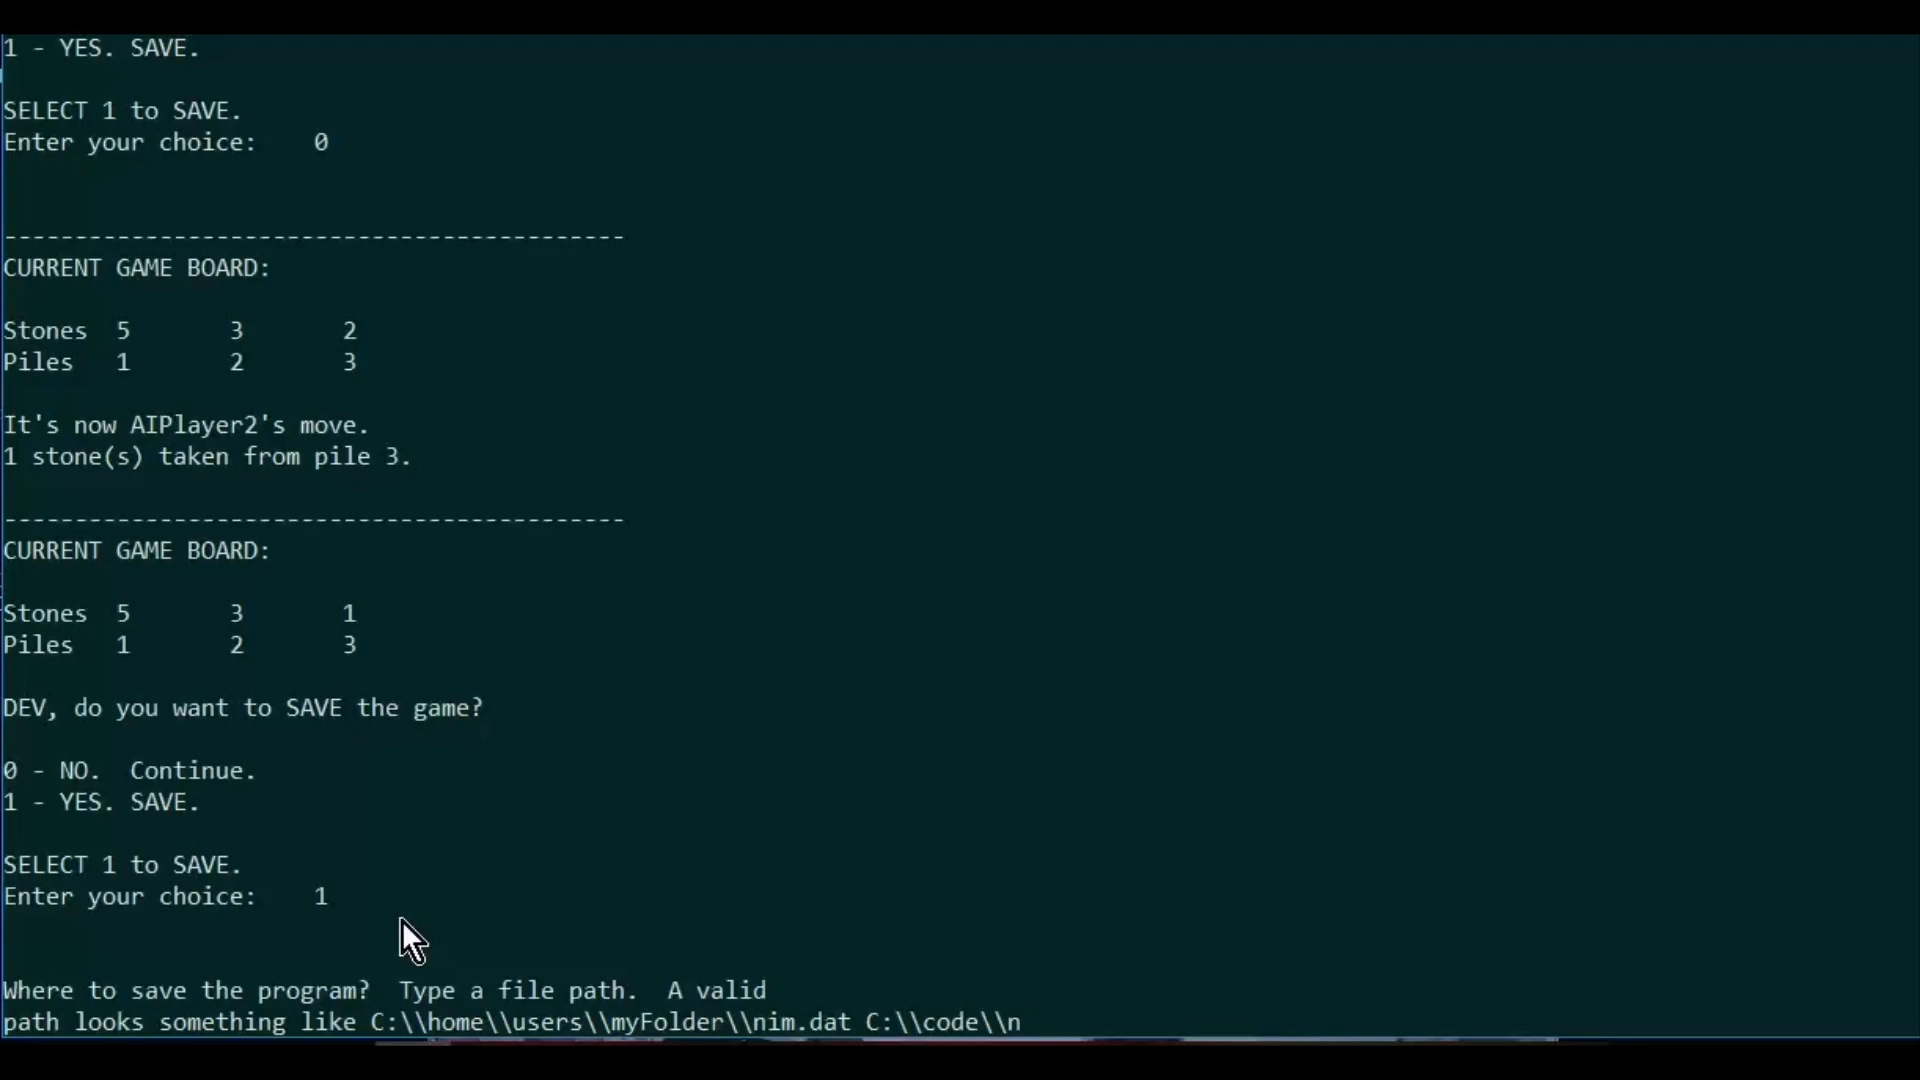 1 - YES. SAVE.
SELECT 1 to SAVE.
Enter your choice:    0
--------------------------------------------
CURRENT GAME BOARD:
Stones  5       3       2
Piles   1       2       3
It's now AIPlayer2's move.
1 stone(s) taken from pile 3.
--------------------------------------------
CURRENT GAME BOARD:
Stones  5       3       1
Piles   1       2       3
DEV, do you want to SAVE the game?
0 - NO.  Continue.
1 - YES. SAVE.
SELECT 1 to SAVE.
Enter your choice:    1
Where to save the program?  Type a file path.  A valid
path looks something like C:\\home\\users\\myFolder\\nim.dat C:\\code\\n